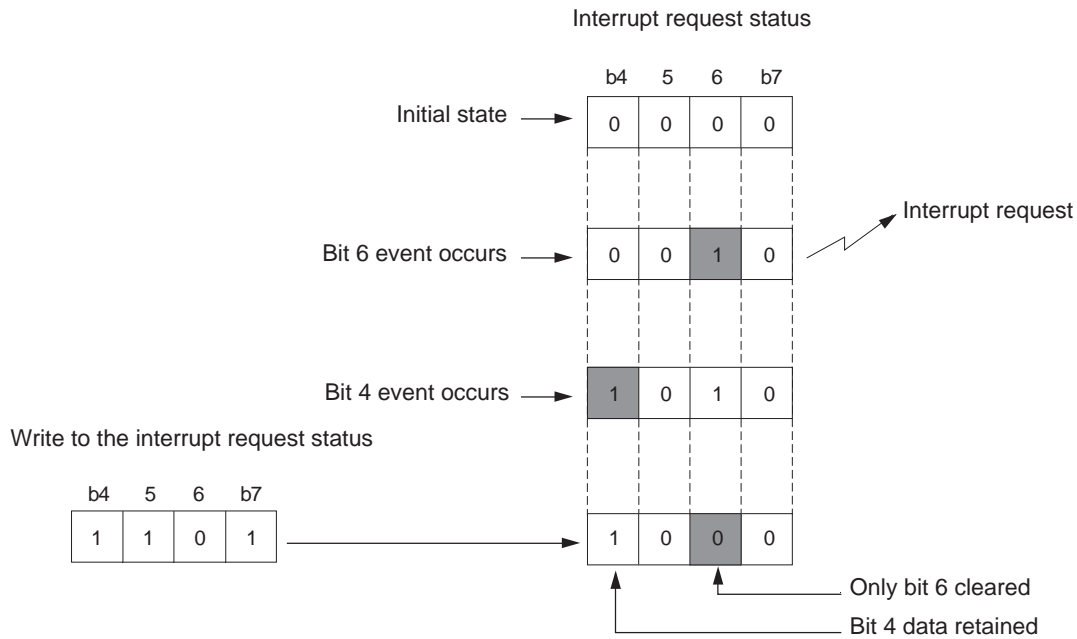 Interrupt request status
b4 5 6 b7
Initial state 0 0 0 0
Interrupt request
Bit 6 event occurs 0 0 1 0
Bit 4 event occurs 1 0 1 0
Write to the interrupt request status
b4 5 6 b7
1 1 0 1 1 0 0 0
Only bit 6 cleared
Bit 4 data retained